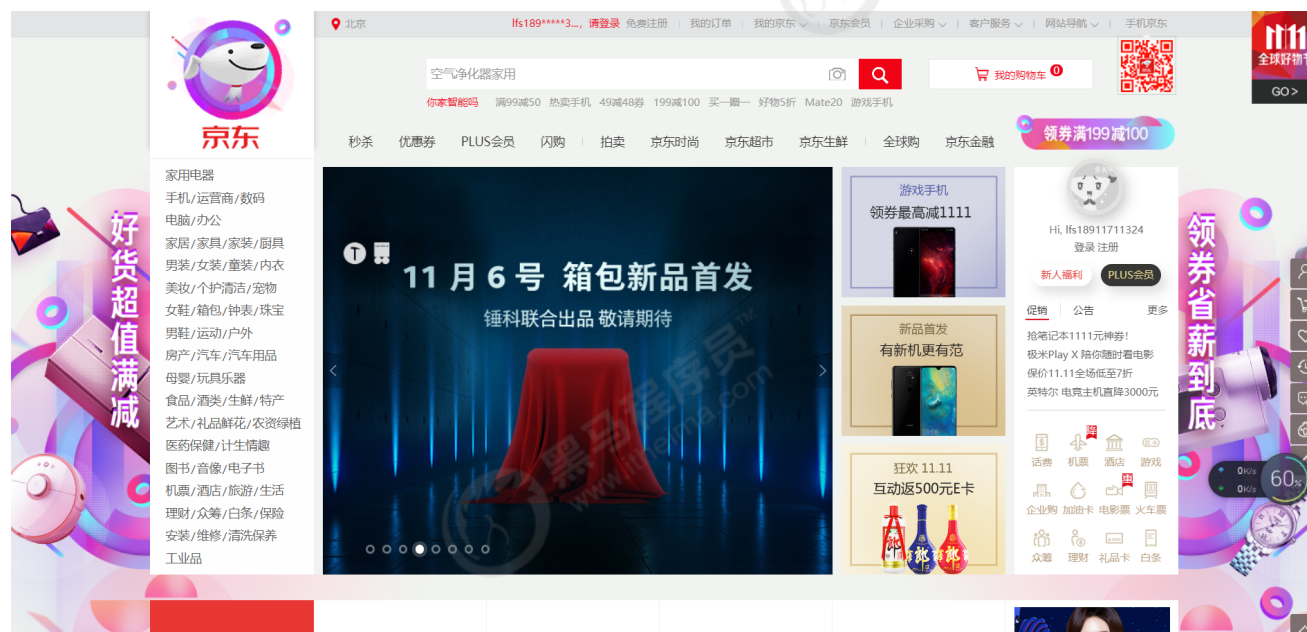 北京
lfs189*****3...，请登录 免费注册 我的订单 我的京东 京东会员 企业采购 客户服务 网站导航 手机京东
京东
空气净化器家用
我的购物车 0
你家智能吗 满99减50 热卖手机 49减48券 199减100 买一赠一 好物5折 Mate20 游戏手机
11.11
全球好物节
GO>
秒杀 优惠券 PLUS会员 闪购 拍卖 京东时尚 京东超市 京东生鲜 全球购 京东金融
领券满199减100
好货超值满减
家用电器
手机/运营商/数码
电脑/办公
家居/家具/家装/厨具
男装/女装/童装/内衣
美妆/个护清洁/宠物
女鞋/箱包/钟表/珠宝
男鞋/运动/户外
房产/汽车/汽车用品
母婴/玩具乐器
食品/酒类/生鲜/特产
艺术/礼品鲜花/农资绿植
医药保健/计生情趣
图书/音像/电子书
机票/酒店/旅游/生活
理财/众筹/白条/保险
安装/维修/清洗保养
工业品
11月6号 箱包新品首发
锤科联合出品 敬请期待
黑马程序员™
www.itheima.com
游戏手机
领券最高减1111
新品首发
有新机更有范
狂欢 11.11
互动返500元E卡
郎 郎 郎
Hi, lfs18911711324
登录 注册
新人福利 PLUS会员
促销 公告 更多
抢笔记本1111元神券！
极米Play X 陪你随时看电影
保价11.11全场低至7折
英特尔 电竞主机直降3000元
话费 机票 酒店 游戏
企业购 加油卡 电影票 火车票
众筹 理财 礼品卡 白条
领券省薪到底
0K/s
0K/s
60%